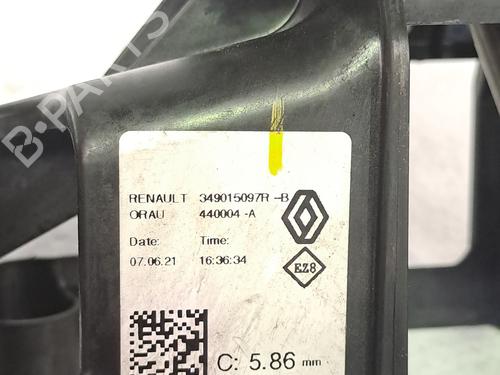 B-PARTS
RENAULT 349015097R -B
ORAU 440004 -A
Date: Time:
07.06.21 16:36:34
EZ8
C: 5.86 mm